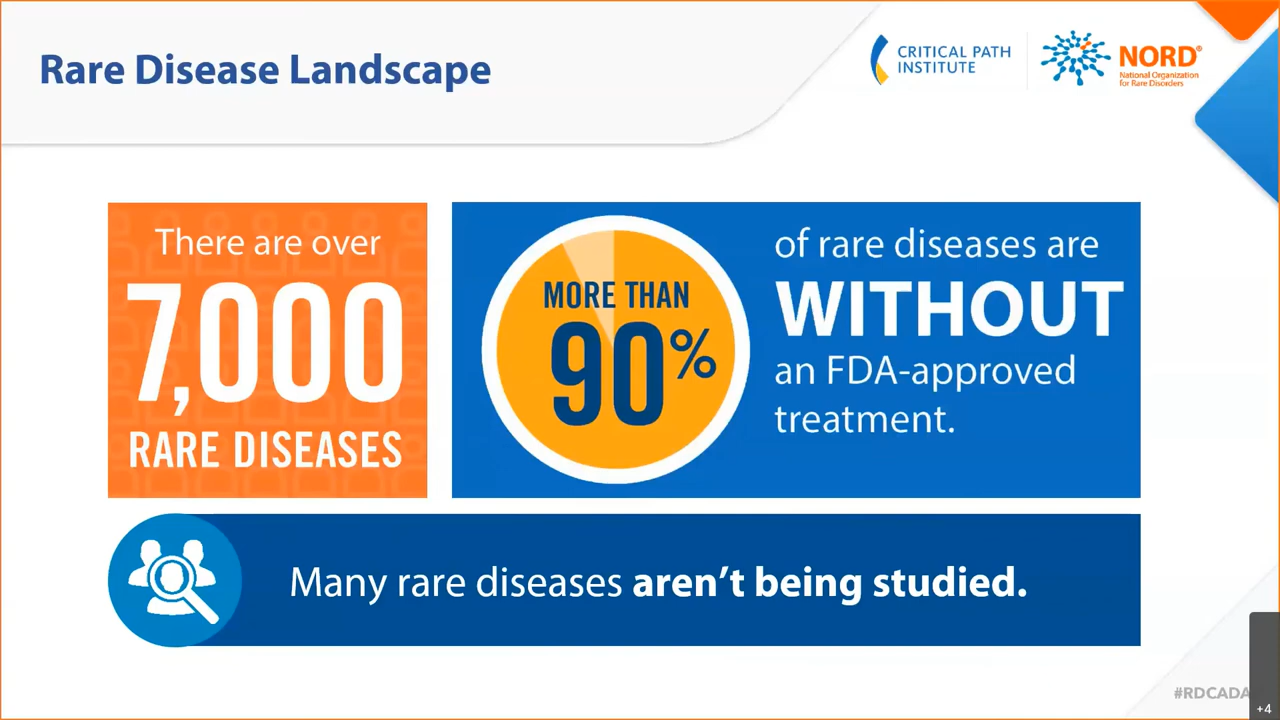 Rare Disease Landscape
CRITICAL PATH
INSTITUTE
NORD®
National Organization
for Rare Disorders
There are over
7,000
RARE DISEASES
MORE THAN
90%
of rare diseases are
WITHOUT
an FDA-approved
treatment.
Many rare diseases aren't being studied.
#RDCADA
+4